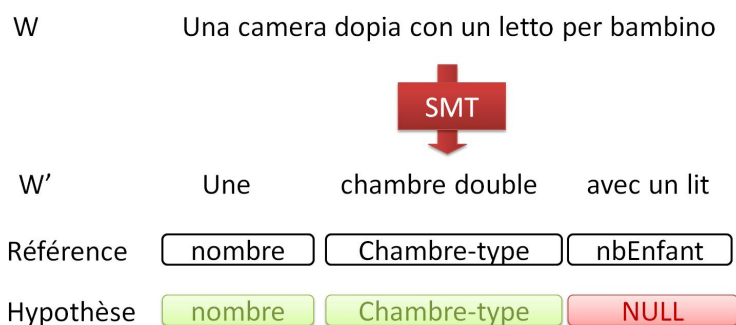 W Una camera dopia con un letto per bambino
SMT
W' Une chambre double avec un lit
Référence nombre Chambre-type nbEnfant
Hypothèse nombre Chambre-type NULL